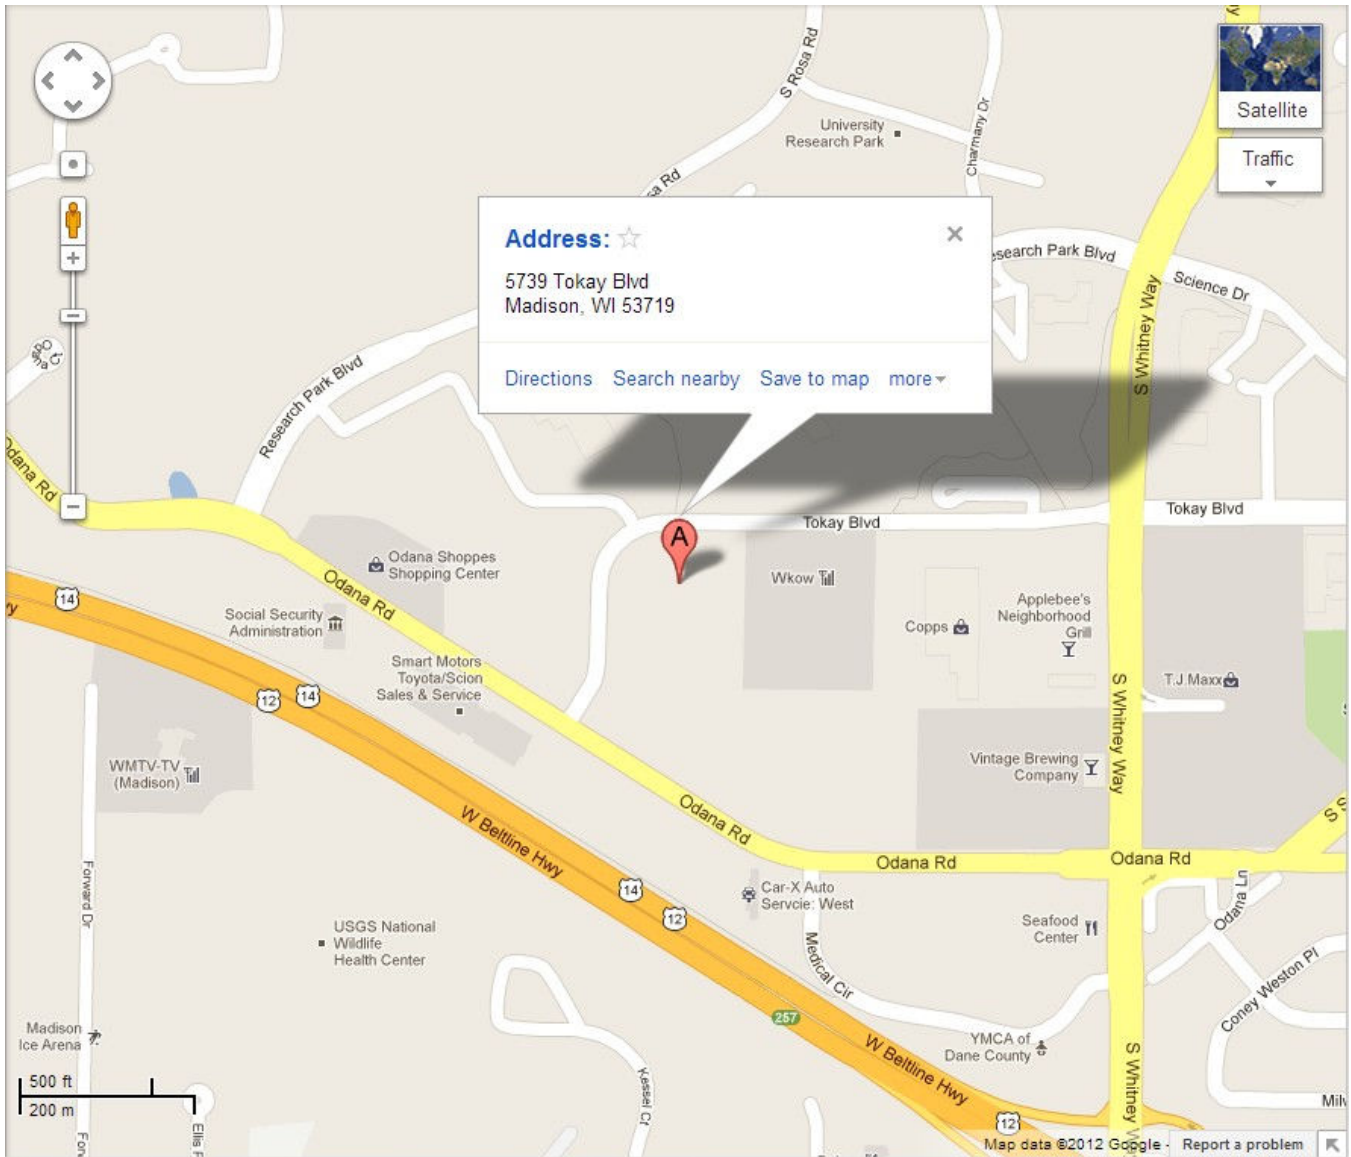 S Rosa Rd
Charmany Dr
University
Research Park
Satellite
Traffic
sa Rd
Address:
5739 Tokay Blvd
Madison, WI 53719
Directions Search nearby Save to map more
esearch Park Blvd
Science Dr
S Whitney Way
Research Park Blvd
Odana Rd
Tokay Blvd
Tokay Blvd
A
Odana Shoppes
Shopping Center
Odana Rd
Wkow
14
Social Security
Administration
Applebee's
Neighborhood
Grill
Copps
Smart Motors
Toyota/Scion
Sales & Service
T.J.Maxx
12
14
S Whitney Way
WMTV-TV
(Madison)
Vintage Brewing
Company
W Beltline Hwy
Odana Rd
Odana Rd
Odana Rd
14
12
Car-X Auto
Servcie: West
Forward Dr
Odana Ln
Seafood
Center
USGS National
Wildlife
Health Center
Medical Cir
Coney Weston Pl
257
Madison
Ice Arena
YMCA of
Dane County
W Beltline Hwy
S Whitney W
Kessel Ct
500 ft
200 m
12
Map data ©2012 Google - Report a problem